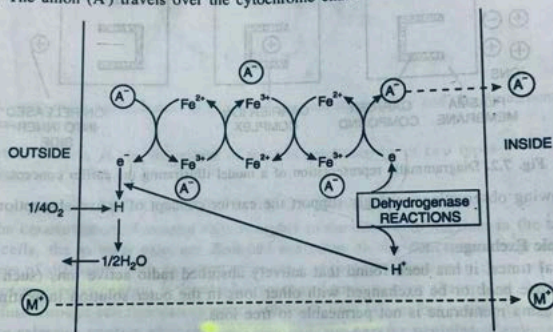 The anion (A⁻) travels over the cytochrome
A⁻
A⁻ A⁻ A⁻
Fe²⁺ Fe³⁺ Fe²⁺
OUTSIDE INSIDE
e⁻ Fe³⁺ Fe²⁺ Fe³⁺ e⁻
A⁻ A⁻
1/4O₂ H
Dehydrogenase
REACTIONS
1/2H₂O
H⁺
M⁺ M⁺